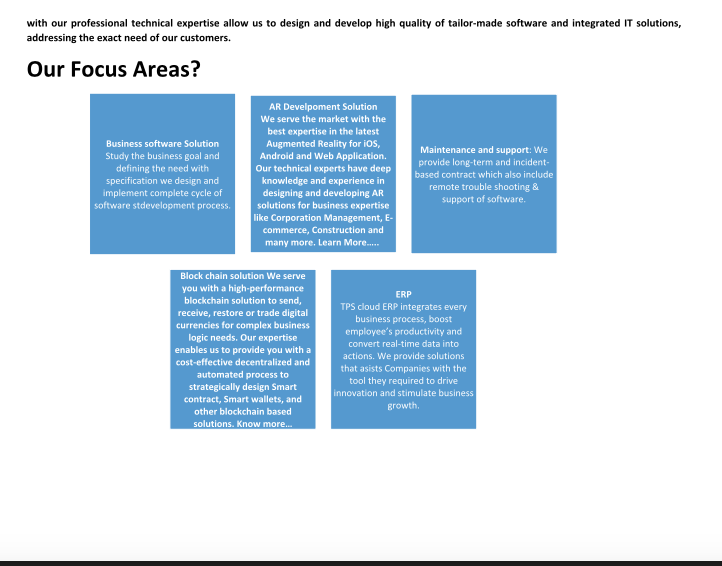 with our professional technical expertise allow us to design and develop high quality of tailor-made software and integrated IT solutions,
addressing the exact need of our customers.
Our Focus Areas?
Business software Solution
Study the business goal and
defining the need with
specification we design and
implement complete cycle of
software stdevelopment process.
AR Develpoment Solution
We serve the market with the
best expertise in the latest
Augmented Reality for iOS,
Android and Web Application.
Our technical experts have deep
knowledge and experience in
designing and developing AR
solutions for business expertise
like Corporation Management, E-
commerce, Construction and
many more. Learn More.....
Maintenance and support: We
provide long-term and incident-
based contract which also include
remote trouble shooting &
support of software.
Block chain solution We serve
you with a high-performance
blockchain solution to send,
receive, restore or trade digital
currencies for complex business
logic needs. Our expertise
enables us to provide you with a
cost-effective decentralized and
automated process to
strategically design Smart
contract, Smart wallets, and
other blockchain based
solutions. Know more...
ERP
TPS cloud ERP integrates every
business process, boost
employee's productivity and
convert real-time data into
actions. We provide solutions
that asists Companies with the
tool they required to drive
innovation and stimulate business
growth.